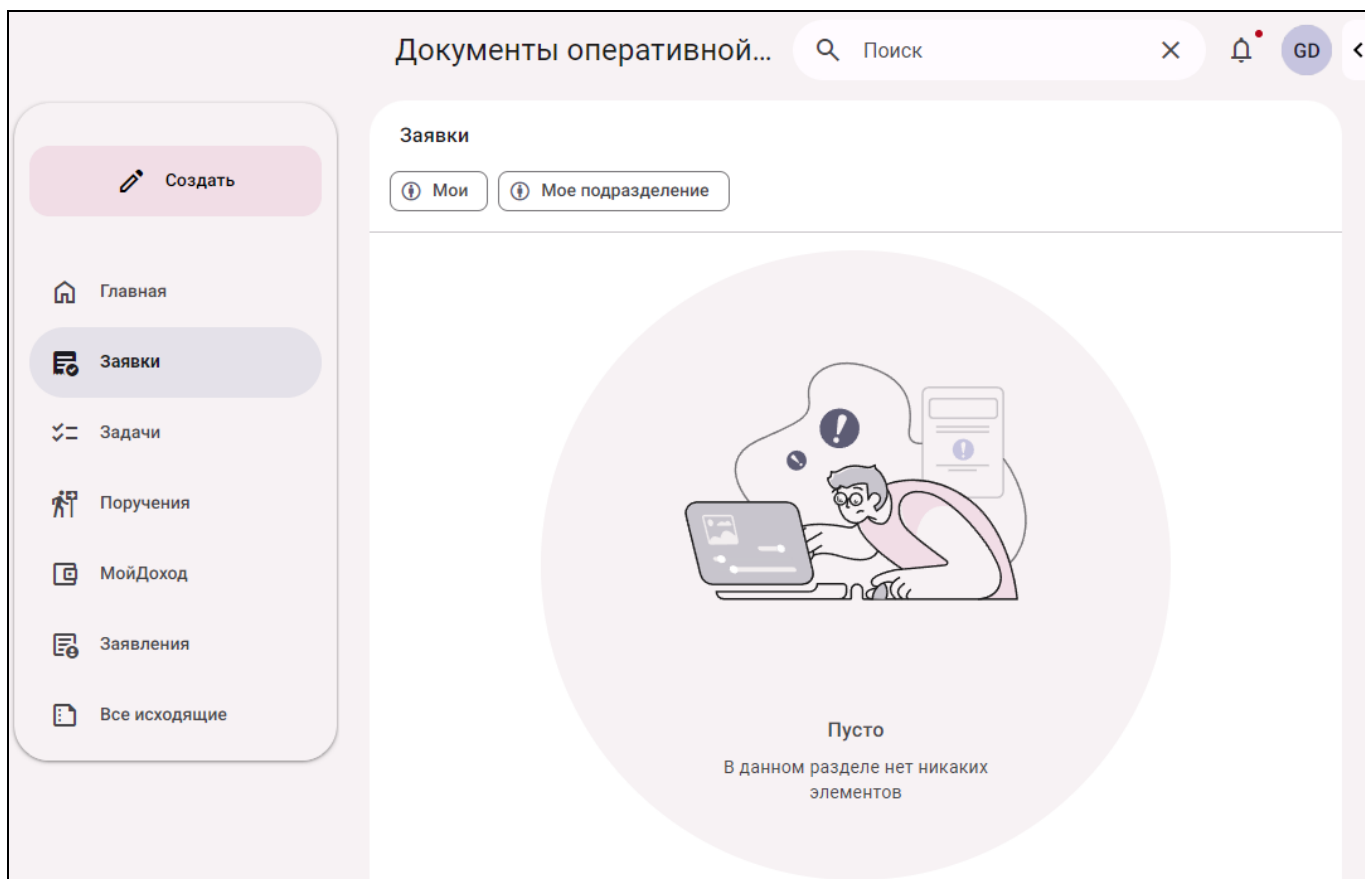 Документы оперативной...
Поиск
GD
Создать
Главная
Заявки
Задачи
Поручения
МойДоход
Заявления
Все исходящие
Заявки
Мои
Мое подразделение
Пусто
В данном разделе нет никаких
элементов